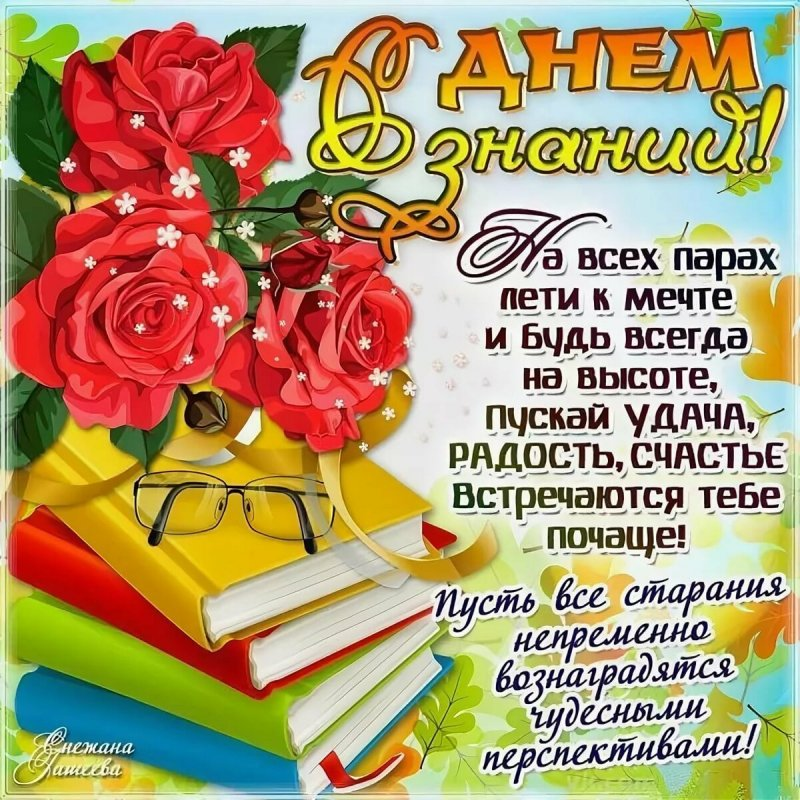 С ДНЕМ
знаний!
На всех парах
лети к мечте
и будь всегда
на высоте,
пускай УДАЧА,
РАДОСТЬ, СЧАСТЬЕ
Встречаются тебе
почаще!
Пусть все старания
непременно
вознаградятся
чудесными
перспективами!
Снежана
Гатеева